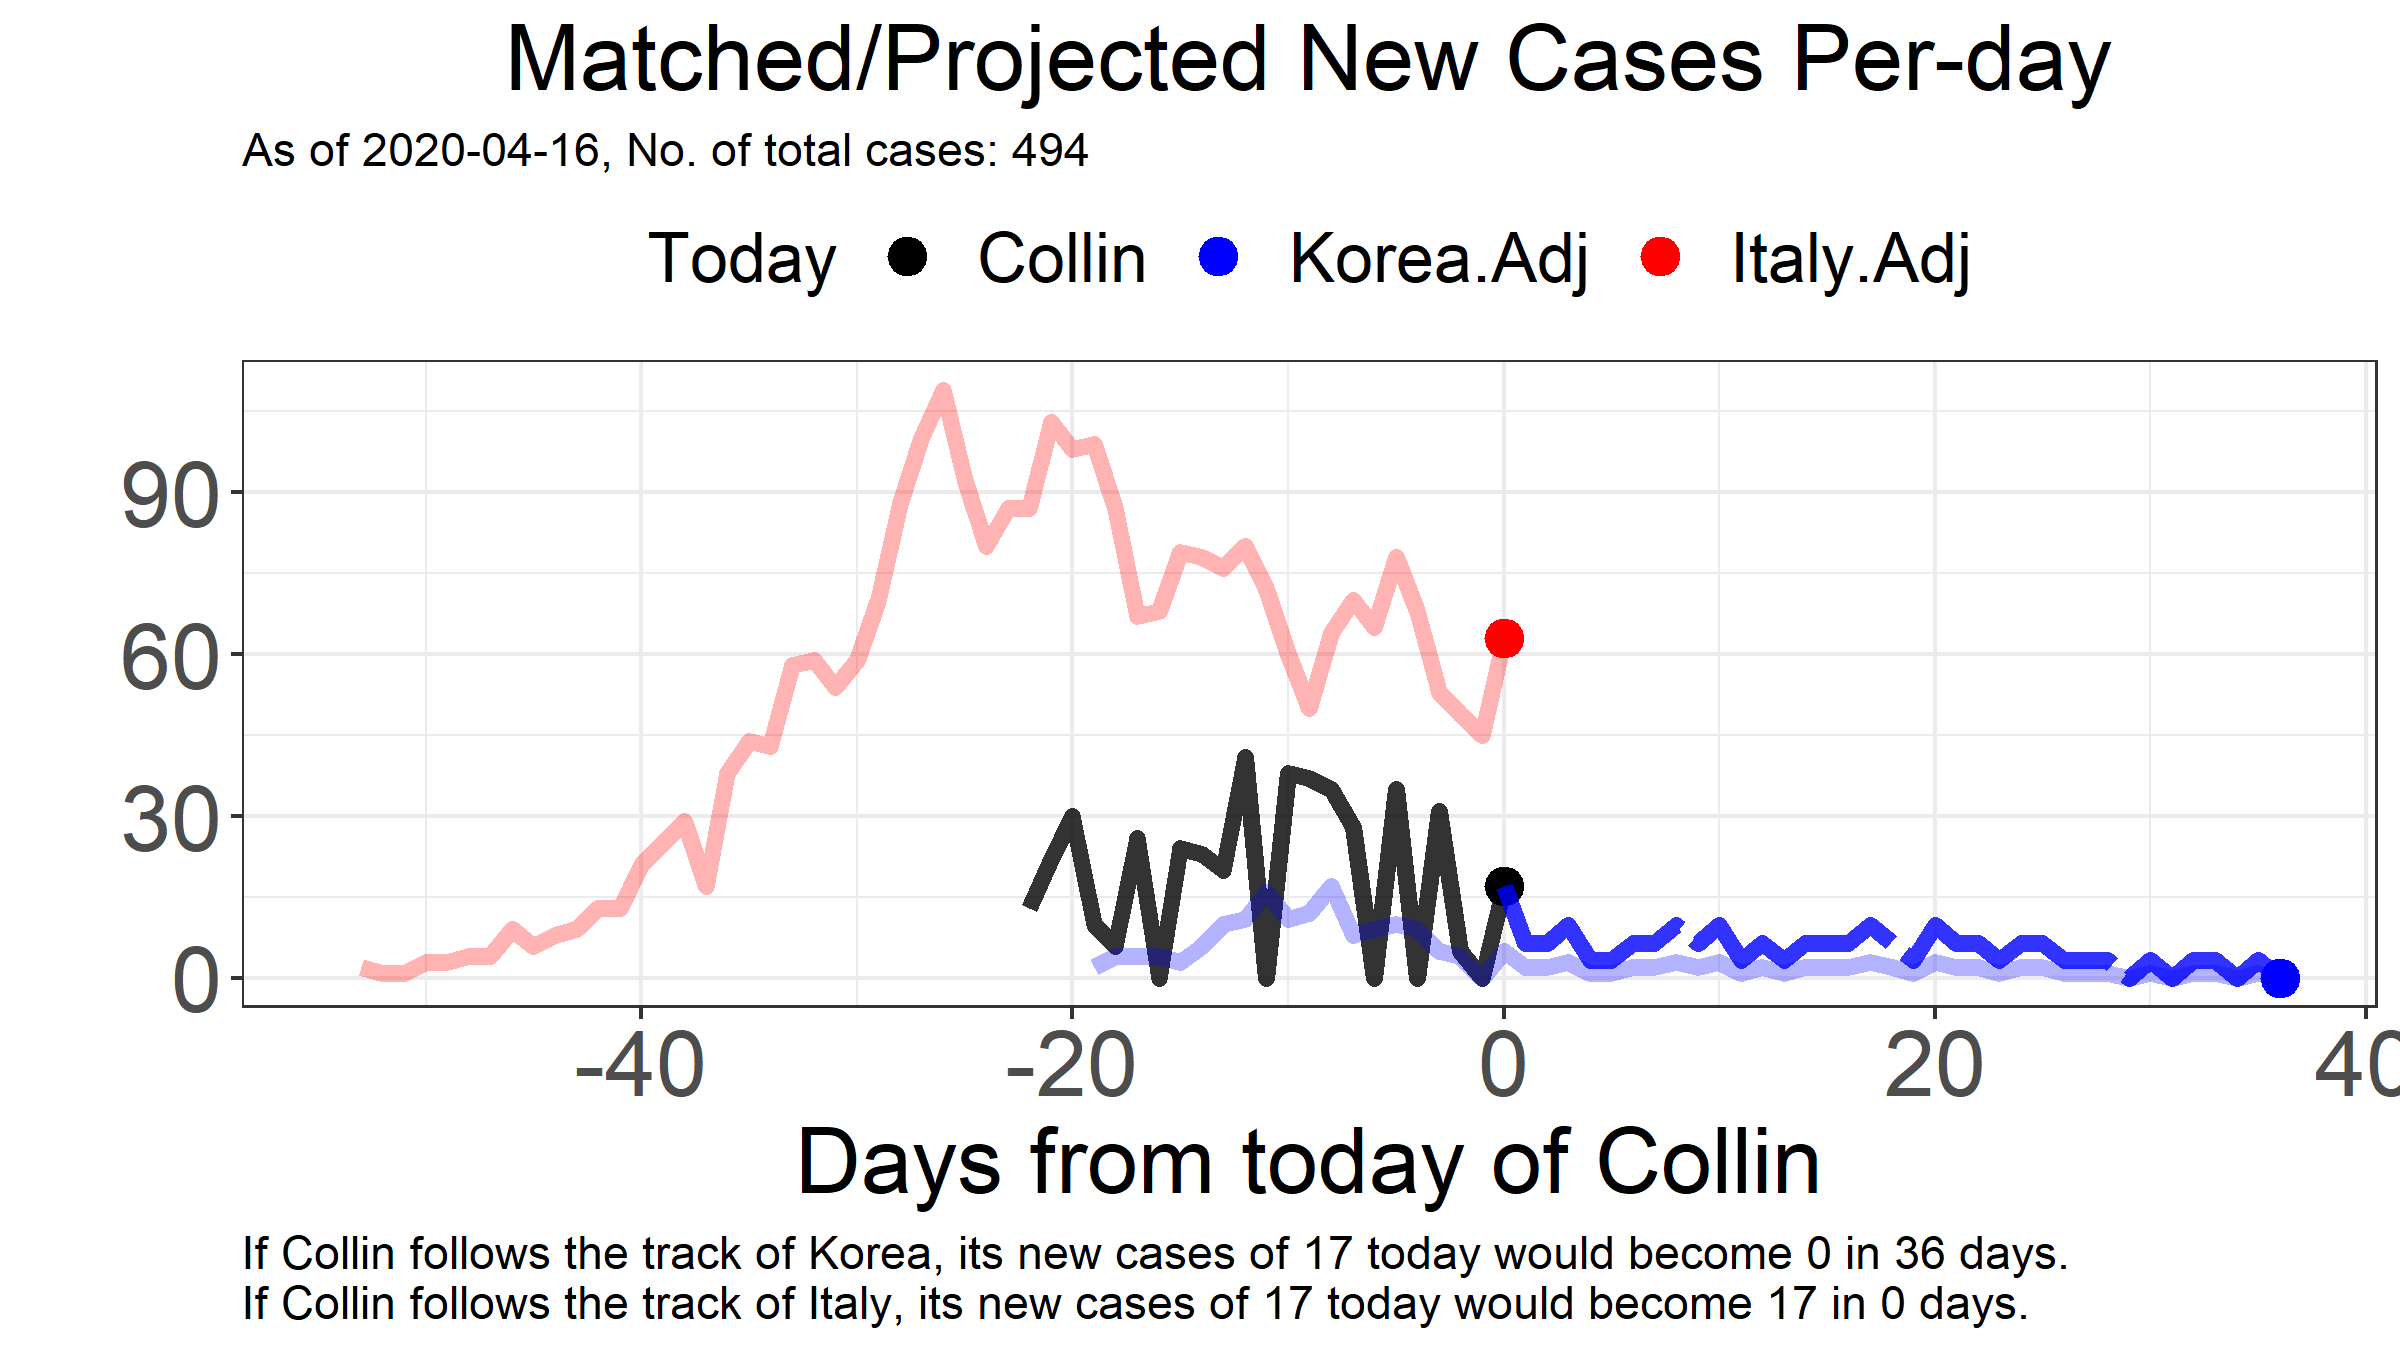 Matched/Projected New Cases Per-day
As of 2020-04-16, No. of total cases: 494
Today Collin Korea.Adj Italy.Adj
90
60
30
0
-40 -20 0 20 40
Days from today of Collin
If Collin follows the track of Korea, its new cases of 17 today would become 0 in 36 days.
If Collin follows the track of Italy, its new cases of 17 today would become 17 in 0 days.